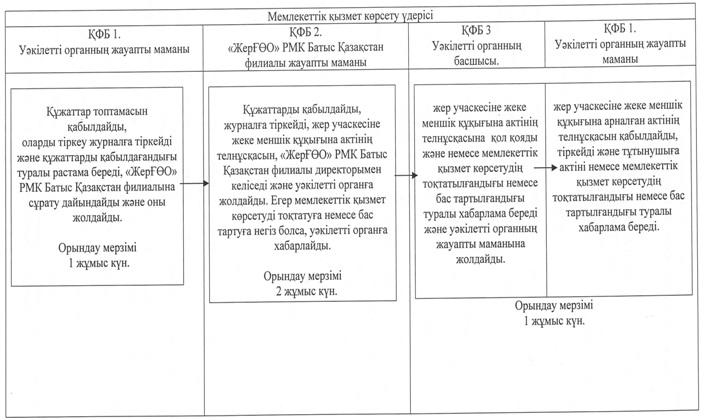 Мемлекеттік қызмет көрсету үдерісі
ҚФБ 1.
Уәкілетті органның жауапты маманы
ҚФБ 2.
«ЖерҒӨО» РМК Батыс Қазақстан
филиалы жауапты маманы
ҚФБ 3
Уәкілетті органның
басшысы.
ҚФБ 1.
Уәкілетті органның жауапты
маманы
Құжаттар топтамасын
қабылдайды,
оларды тіркеу журналға тіркейді
және құжаттарды қабылдағандығы
туралы растама береді, «ЖерҒӨО»
РМК Батыс Қазақстан филиалына
сұрату дайындайды және оны
жолдайды.
Орындау мерзімі
1 жұмыс күн.
Құжаттарды қабылдайды,
журналға тіркейді, жер учаскесіне
жеке меншік құқығына актінің
телнұсқасын, «ЖерҒӨО» РМК Батыс
Қазақстан филиалы директорымен
келіседі және уәкілетті органға
жолдайды. Егер мемлекеттік қызмет
көрсетуді тоқтатуға немесе бас
тартуға негіз болса, уәкілетті органға
хабарлайды.
Орындау мерзімі
2 жұмыс күн.
жер учаскесіне жеке меншік
құқығына актінің
телнұсқасына қол қояды
және немесе мемлекеттік
қызмет көрсетудің
тоқтатылғандығы немесе
бас тартылғандығы
туралы хабарлама береді
және уәкілетті органның
жауапты маманына
жолдайды.
жер учаскесіне жеке меншік
құқығына арналған актінің
телнұсқасын қабылдайды,
тіркейді және тұтынушыға
актіні немесе мемлекеттік
қызмет көрсетудің
тоқтатылғандығы немесе бас
тартылғандығы туралы
хабарлама береді.
Орындау мерзімі
1 жұмыс күн.